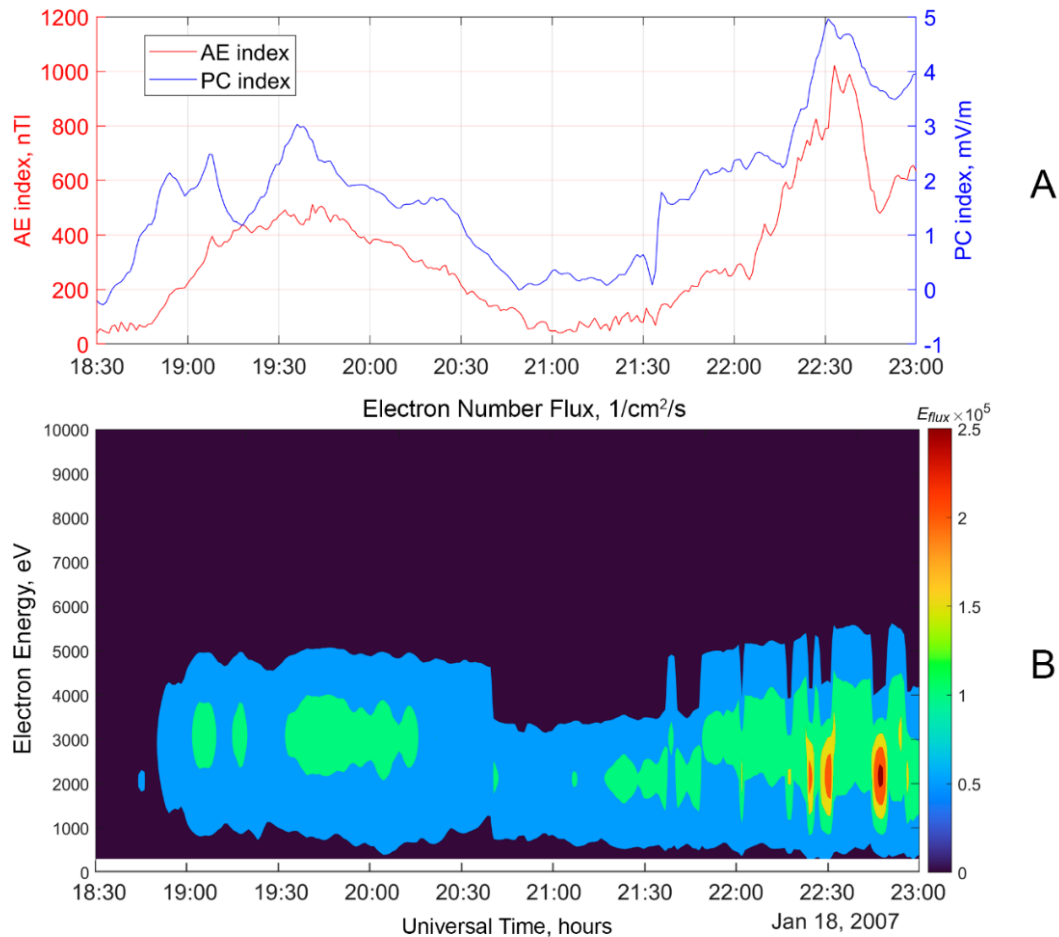 AE index
PC index
1200
1000
800
600
400
200
0
AE index, nTl
5
4
3
2
1
0
-1
PC index, mV/m
A
18:30 19:00 19:30 20:00 20:30 21:00 21:30 22:00 22:30 23:00
Electron Number Flux, 1/cm²/s
E_flux×10⁵
10000
9000
8000
7000
6000
5000
4000
3000
2000
1000
0
Electron Energy, eV
2.5
2
1.5
1
0.5
0
B
18:30 19:00 19:30 20:00 20:30 21:00 21:30 22:00 22:30 23:00
Universal Time, hours
Jan 18, 2007